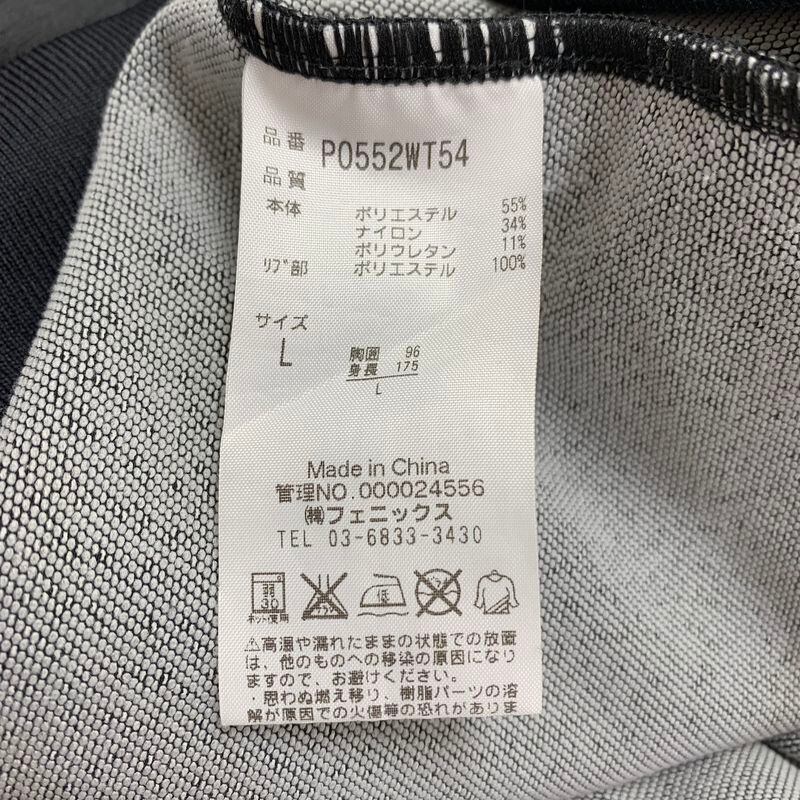 品番 PO552WT54
品質
本体 ポリエステル 55%
ナイロン 34%
ポリウレタン 11%
リブ部 ポリエステル 100%
サイズ
L
胸囲 96
身長 175
L
Made in China
管理NO.000024556
㈱フェニックス
TEL 03-6833-3430
弱 30 低
ネット使用
⚠高温や濡れたままの状態での放置
は、他のものへの移染の原因になり
ますので、お避けください。
・思わぬ燃え移り、樹脂パーツの溶
解が原因での火傷等の恐れがありま